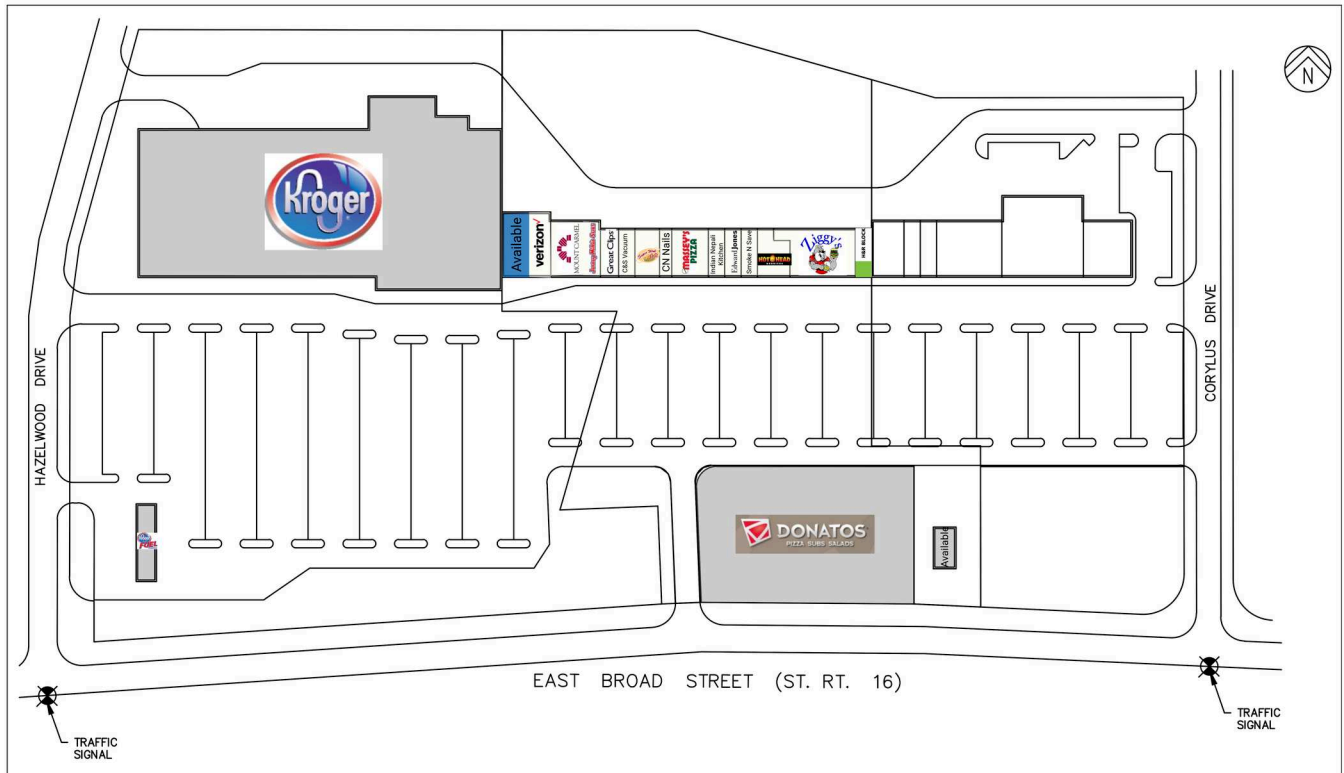 N
Kroger
Available
verizon
MOUNT CARMEL
Great Clips
C&S Vacuum
CN Nails
MASSEY'S
PIZZA
Indian Nepali
Kitchen
Edward Jones
Smoke N Save
HOT HEAD
Ziggy's
H&R BLOCK
HAZELWOOD DRIVE
CORYLUS DRIVE
FUEL
DONATOS
PIZZA SUBS SALADS
Available
EAST BROAD STREET (ST. RT. 16)
TRAFFIC
SIGNAL
TRAFFIC
SIGNAL